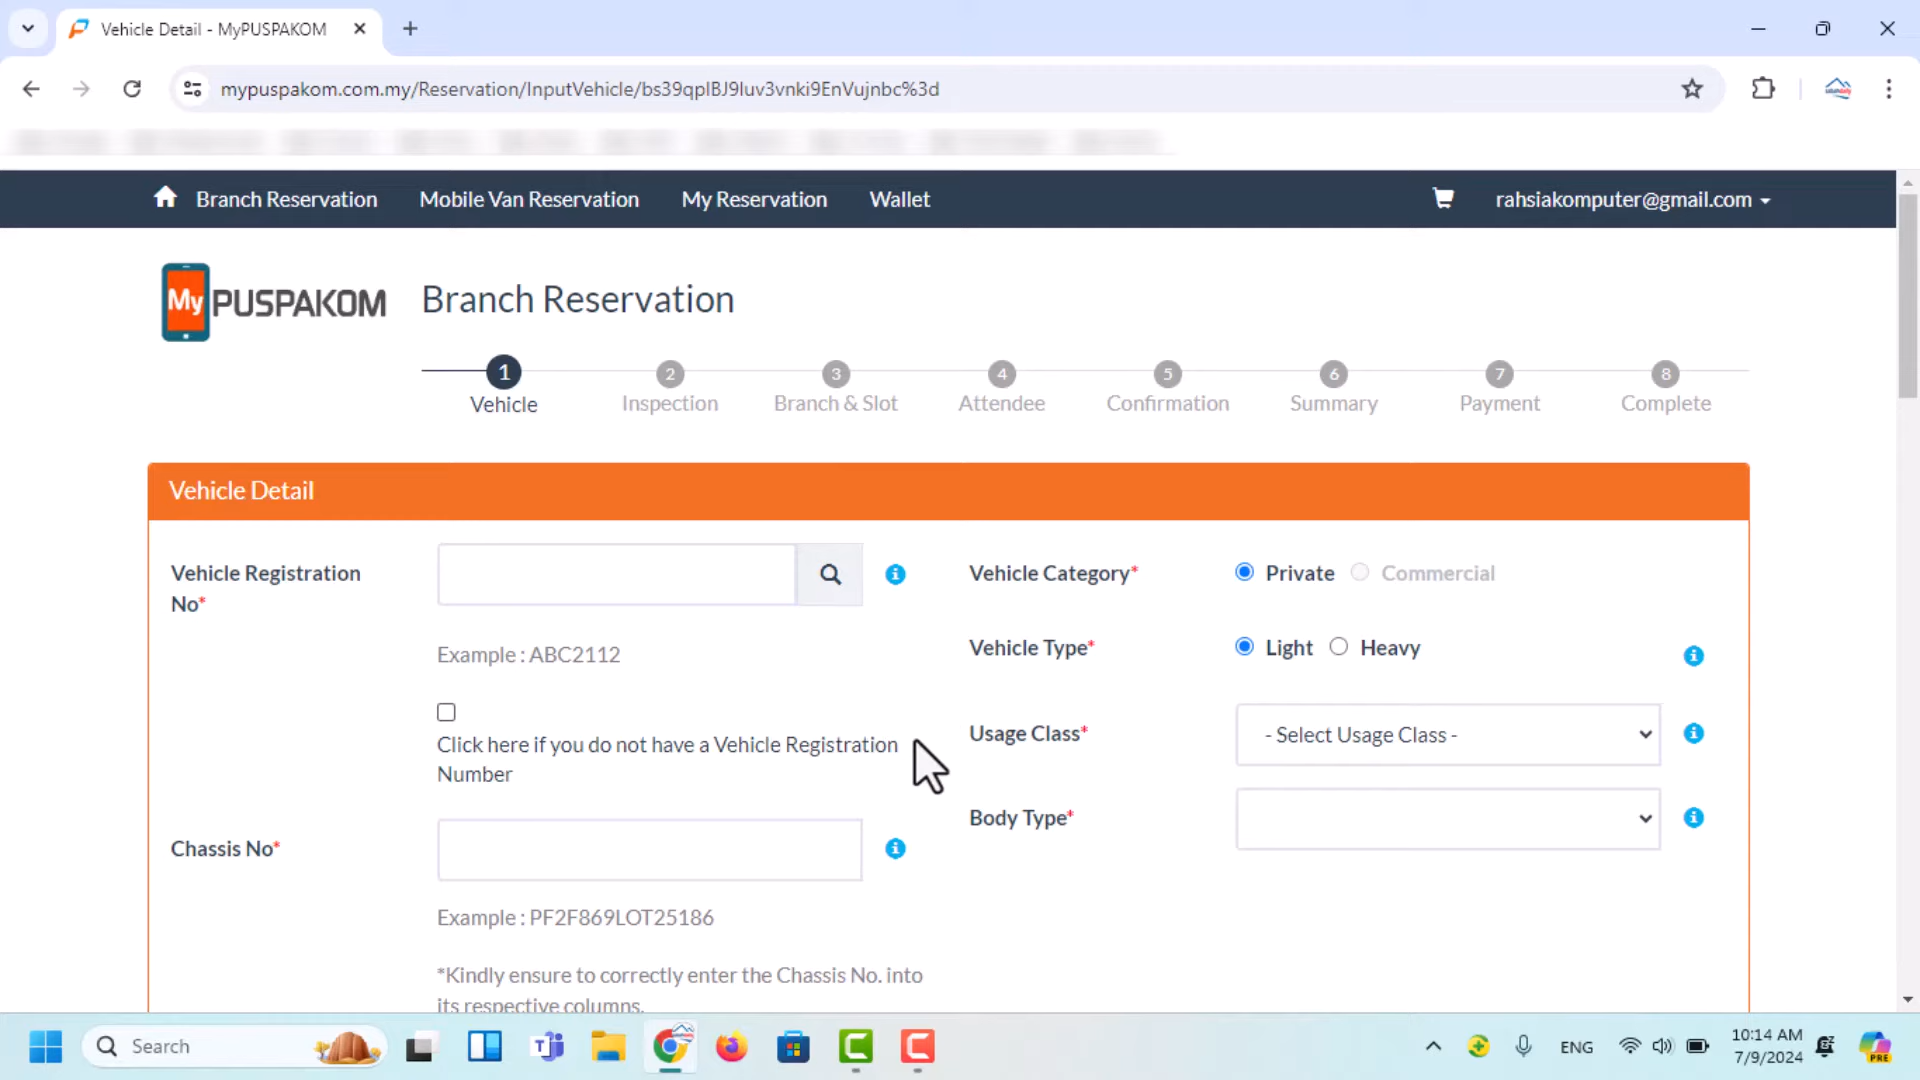 Vehicle Detail - MyPUSPAKOM
mypuspakom.com.my/Reservation/InputVehicle/bs39qpIBJ9Iuv3vnki9EnVujnbc%3d
Branch Reservation Mobile Van Reservation My Reservation Wallet rahsiakomputer@gmail.com
My PUSPAKOM
Branch Reservation
1 2 3 4 5 6 7 8
Vehicle Inspection Branch & Slot Attendee Confirmation Summary Payment Complete
Vehicle Detail
Vehicle Registration
No*
Example : ABC2112
Click here if you do not have a Vehicle Registration
Number
Chassis No*
Example : PF2F869LOT25186
*Kindly ensure to correctly enter the Chassis No. into
its respective columns.
Vehicle Category* Private Commercial
Vehicle Type* Light Heavy
Usage Class* - Select Usage Class -
Body Type*
Search
ENG
10:14 AM
7/9/2024
PRE